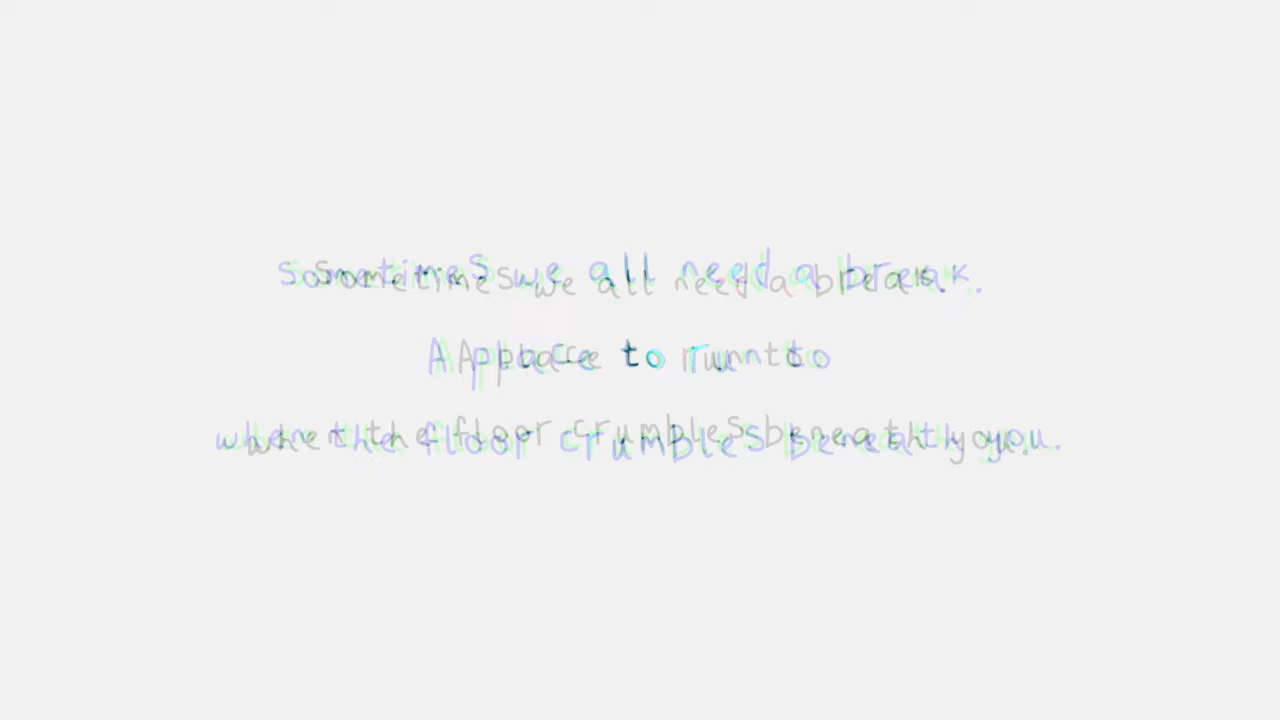 sometimes we all need a break.
A place to run to
when the floor crumbles beneath you.